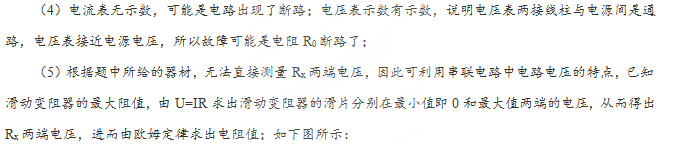 （4）电流表无示数，可能是电路出现了断路；电压表示数有示数，说明电压表两接线柱与电源间是通
路，电压表接近电源电压，所以故障可能是电阻 R₀ 断路了；
（5）根据题中所给的器材，无法直接测量 Rₓ 两端电压，因此可利用串联电路中电路电压的特点，已知
滑动变阻器的最大阻值，由 U=IR 求出滑动变阻器的滑片分别在最小值即 0 和最大值两端的电压，从而得出
Rₓ 两端电压，进而由欧姆定律求出电阻值；如下图所示：